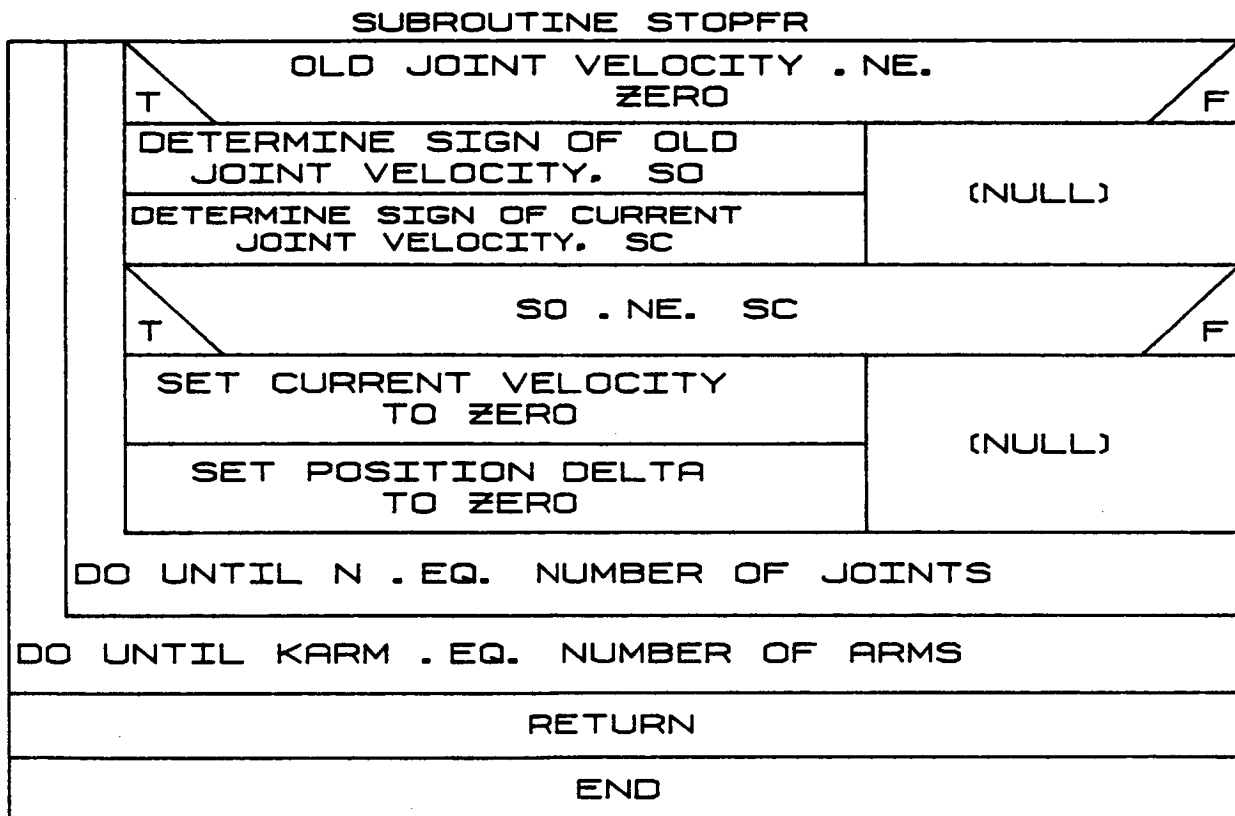 SUBROUTINE STOPFR
OLD JOINT VELOCITY .NE.
ZERO
T
F
DETERMINE SIGN OF OLD
JOINT VELOCITY. SO
(NULL)
DETERMINE SIGN OF CURRENT
JOINT VELOCITY. SC
SO .NE. SC
T
F
SET CURRENT VELOCITY
TO ZERO
(NULL)
SET POSITION DELTA
TO ZERO
DO UNTIL N .EQ. NUMBER OF JOINTS
DO UNTIL KARM .EQ. NUMBER OF ARMS
RETURN
END